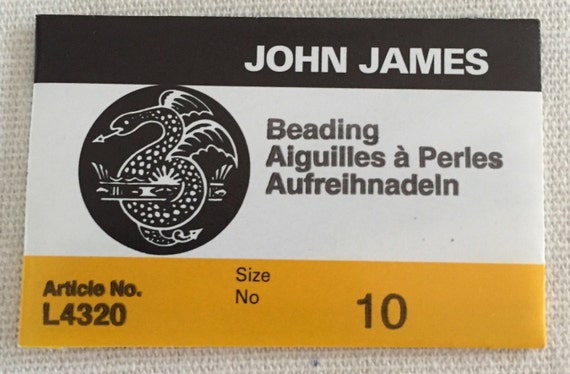 JOHN JAMES
Beading
Aiguilles à Perles
Aufreihnadeln
Article No.
L4320
Size
No
10